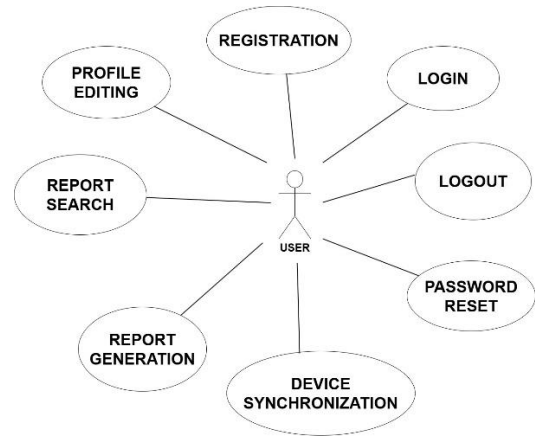 REGISTRATION
PROFILE
EDITING
LOGIN
REPORT
SEARCH
LOGOUT
USER
PASSWORD
RESET
REPORT
GENERATION
DEVICE
SYNCHRONIZATION